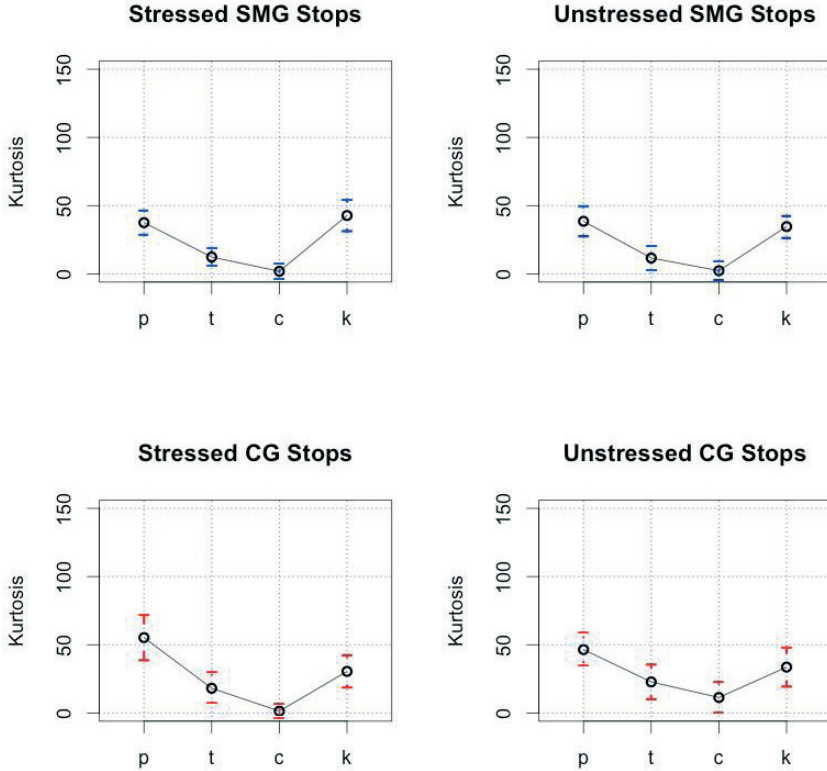 Stressed SMG Stops
Kurtosis
150
100
50
0
p t c k
Unstressed SMG Stops
Kurtosis
150
100
50
0
p t c k
Stressed CG Stops
Kurtosis
150
100
50
0
p t c k
Unstressed CG Stops
Kurtosis
150
100
50
0
p t c k